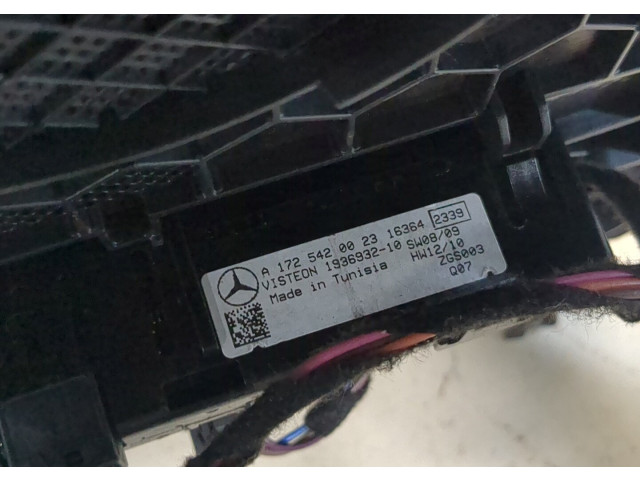 A 172 542 00 23 16364 2339
VISTEON 1936932-10 SW08/09
Made in Tunisia HW12/10
ZGS003
Q07